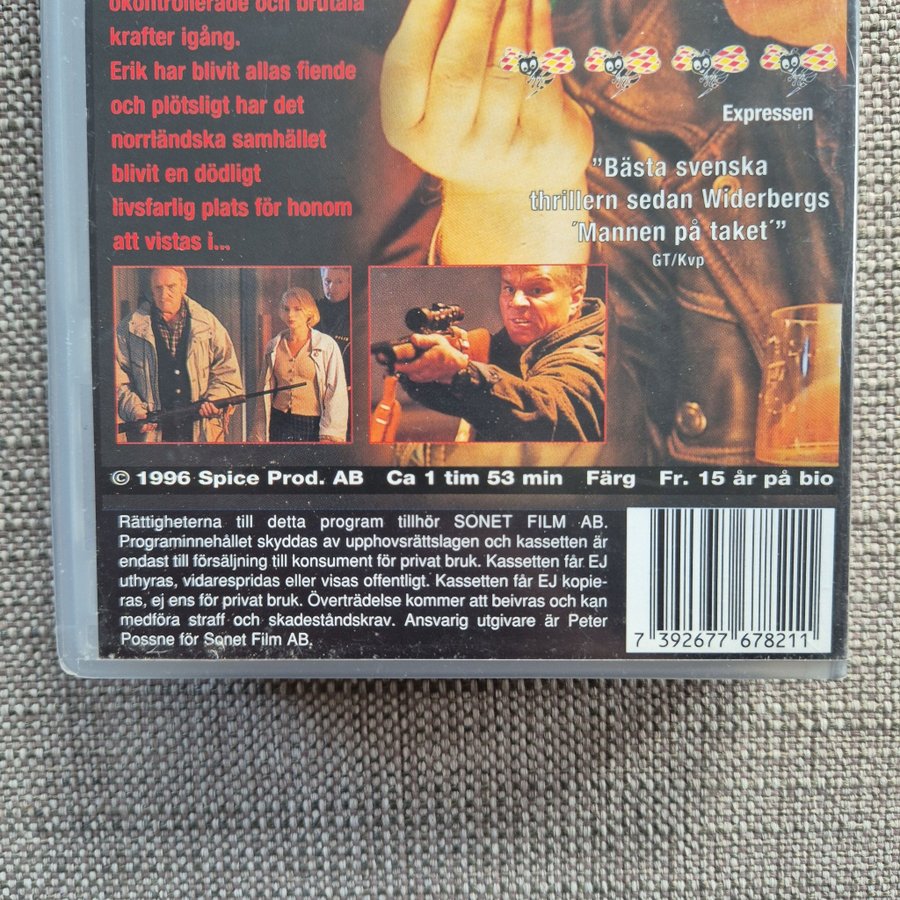 okontrollerade och brutala
krafter igång.
Erik har blivit allas fiende
och plötsligt har det
norrländska samhället
blivit en dödligt
livsfarlig plats för honom
att vistas i...
Expressen
”Bästa svenska
thrillern sedan Widerbergs
´Mannen på taket´”
GT/Kvp
© 1996 Spice Prod. AB Ca 1 tim 53 min Färg Fr. 15 år på bio
Rättigheterna till detta program tillhör SONET FILM AB.
Programinnehållet skyddas av upphovsrättslagen och kassetten är
endast till försäljning till konsument för privat bruk. Kassetten får EJ
uthyras, vidarespridas eller visas offentligt. Kassetten får EJ kopie-
ras, ej ens för privat bruk. Överträdelse kommer att beivras och kan
medföra straff och skadeståndskrav. Ansvarig utgivare är Peter
Possne för Sonet Film AB.
7 392677 678211